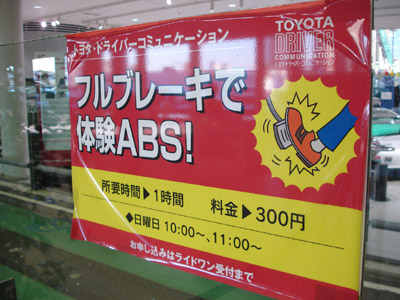 トヨタ・ドライバーコミュニケーション
TOYOTA
DRIVER
COMMUNICATION
トヨタドライバーコミュニケーション
フルブレーキで
体験ABS!
所要時間▶1時間 料金▶300円
◆日曜日 10:00~、11:00~
お申し込みはライドワン受付まで